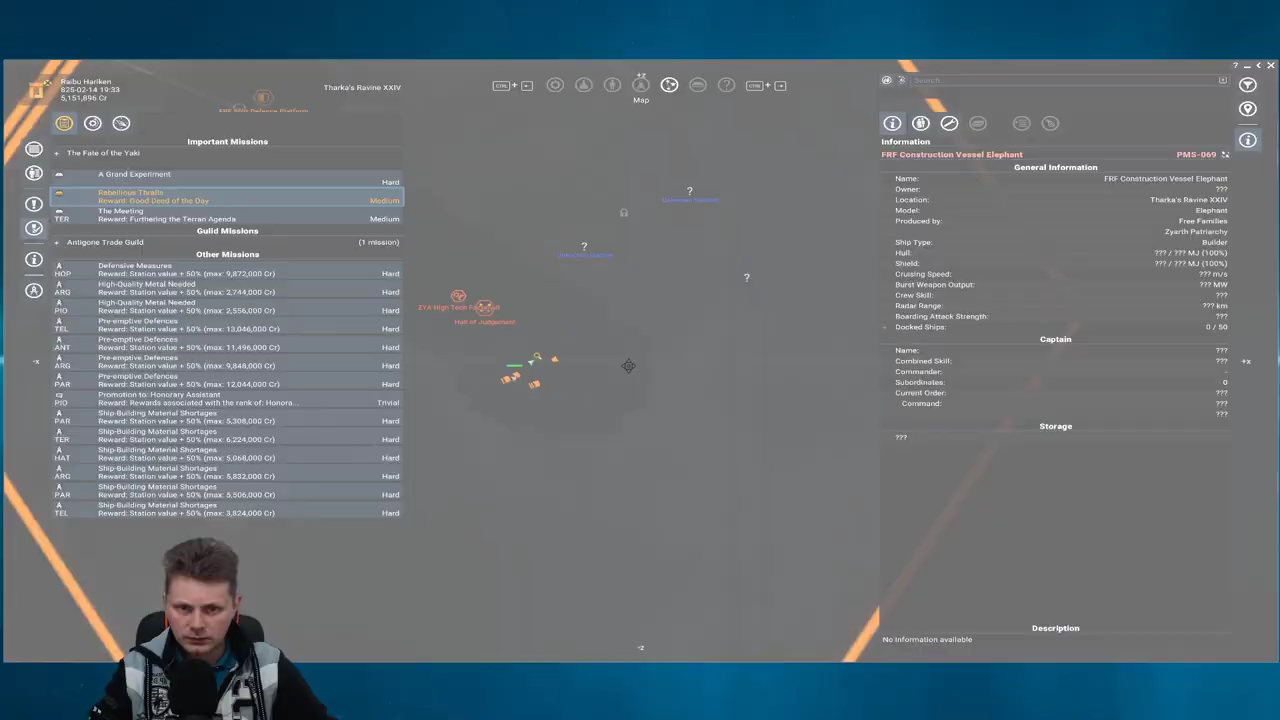 Raibu Hariken
825-02-14 19:33
5,151,896 Cr
Tharka's Ravine XXIV
CTRL +
+Z
CTRL +
Map
Search...
Important Missions
+ The Fate of the Yaki
A Grand Experiment
Hard
Rebellious Thralls
Reward: Good Deed of the Day Medium
The Meeting
TER Reward: Furthering the Terran Agenda Medium
Guild Missions
+ Antigone Trade Guild (1 mission)
Other Missions
Defensive Measures
HOP Reward: Station value + 50% (max: 9,872,000 Cr) Hard
High-Quality Metal Needed
ARG Reward: Station value + 50% (max: 2,744,000 Cr) Hard
High-Quality Metal Needed
PIO Reward: Station value + 50% (max: 2,556,000 Cr) Hard
Pre-emptive Defences
TEL Reward: Station value + 50% (max: 13,046,000 Cr) Hard
Pre-emptive Defences
ANT Reward: Station value + 50% (max: 11,496,000 Cr) Hard
Pre-emptive Defences
ARG Reward: Station value + 50% (max: 9,848,000 Cr) Hard
Pre-emptive Defences
PAR Reward: Station value + 50% (max: 12,044,000 Cr) Hard
Promotion to: Honorary Assistant
PIO Reward: Rewards associated with the rank of: Honora... Trivial
Ship-Building Material Shortages
PAR Reward: Station value + 50% (max: 5,308,000 Cr) Hard
Ship-Building Material Shortages
TER Reward: Station value + 50% (max: 6,224,000 Cr) Hard
Ship-Building Material Shortages
HAT Reward: Station value + 50% (max: 5,068,000 Cr) Hard
Ship-Building Material Shortages
ARG Reward: Station value + 50% (max: 5,832,000 Cr) Hard
Ship-Building Material Shortages
PAR Reward: Station value + 50% (max: 5,506,000 Cr) Hard
Ship-Building Material Shortages
TEL Reward: Station value + 50% (max: 3,824,000 Cr) Hard
?
Unknown Station
?
Unknown Station
?
ZYA High Tech
Hall of Judgement
-x
+x
-z
Information
FRF Construction Vessel Elephant PMS-069
General Information
Name: FRF Construction Vessel Elephant
Owner: ???
Location: Tharka's Ravine XXIV
Model: Elephant
Produced by: Free Families
Zyarth Patriarchy
Ship Type: Builder
Hull: ??? / ??? MJ (100%)
Shield: ??? / ??? MJ (100%)
Cruising Speed: ??? m/s
Burst Weapon Output: ??? MW
Crew Skill: ???
Radar Range: ??? km
Boarding Attack Strength: ???
+ Docked Ships: 0 / 50
Captain
Name: ???
Combined Skill: ???
Commander: -
Subordinates: 0
Current Order: ???
Command: ???
???
Storage
???
Description
No Information available